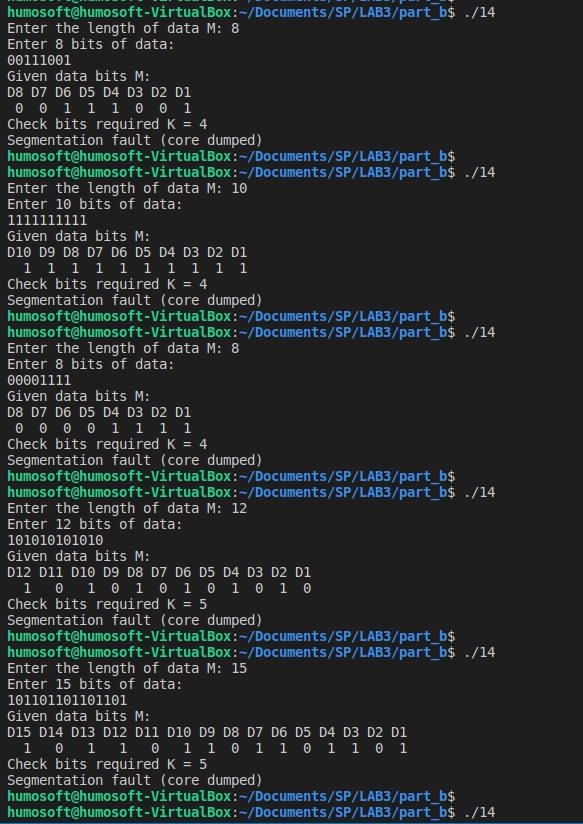 humosoft@humosoft-VirtualBox:~/Documents/SP/LAB3/part_b$
humosoft@humosoft-VirtualBox:~/Documents/SP/LAB3/part_b$ ./14
Enter the length of data M: 8
Enter 8 bits of data:
00111001
Given data bits M:
D8 D7 D6 D5 D4 D3 D2 D1
0 0 1 1 1 0 0 1
Check bits required K = 4
Segmentation fault (core dumped)
humosoft@humosoft-VirtualBox:~/Documents/SP/LAB3/part_b$
humosoft@humosoft-VirtualBox:~/Documents/SP/LAB3/part_b$ ./14
Enter the length of data M: 10
Enter 10 bits of data:
1111111111
Given data bits M:
D10 D9 D8 D7 D6 D5 D4 D3 D2 D1
1 1 1 1 1 1 1 1 1 1
Check bits required K = 4
Segmentation fault (core dumped)
humosoft@humosoft-VirtualBox:~/Documents/SP/LAB3/part_b$
humosoft@humosoft-VirtualBox:~/Documents/SP/LAB3/part_b$ ./14
Enter the length of data M: 8
Enter 8 bits of data:
00001111
Given data bits M:
D8 D7 D6 D5 D4 D3 D2 D1
0 0 0 0 1 1 1 1
Check bits required K = 4
Segmentation fault (core dumped)
humosoft@humosoft-VirtualBox:~/Documents/SP/LAB3/part_b$
humosoft@humosoft-VirtualBox:~/Documents/SP/LAB3/part_b$ ./14
Enter the length of data M: 12
Enter 12 bits of data:
101010101010
Given data bits M:
D12 D11 D10 D9 D8 D7 D6 D5 D4 D3 D2 D1
1 0 1 0 1 0 1 0 1 0 1 0
Check bits required K = 5
Segmentation fault (core dumped)
humosoft@humosoft-VirtualBox:~/Documents/SP/LAB3/part_b$
humosoft@humosoft-VirtualBox:~/Documents/SP/LAB3/part_b$ ./14
Enter the length of data M: 15
Enter 15 bits of data:
101101101101101
Given data bits M:
D15 D14 D13 D12 D11 D10 D9 D8 D7 D6 D5 D4 D3 D2 D1
1 0 1 1 0 1 1 0 1 1 0 1 1 0 1
Check bits required K = 5
Segmentation fault (core dumped)
humosoft@humosoft-VirtualBox:~/Documents/SP/LAB3/part_b$
humosoft@humosoft-VirtualBox:~/Documents/SP/LAB3/part_b$ ./14